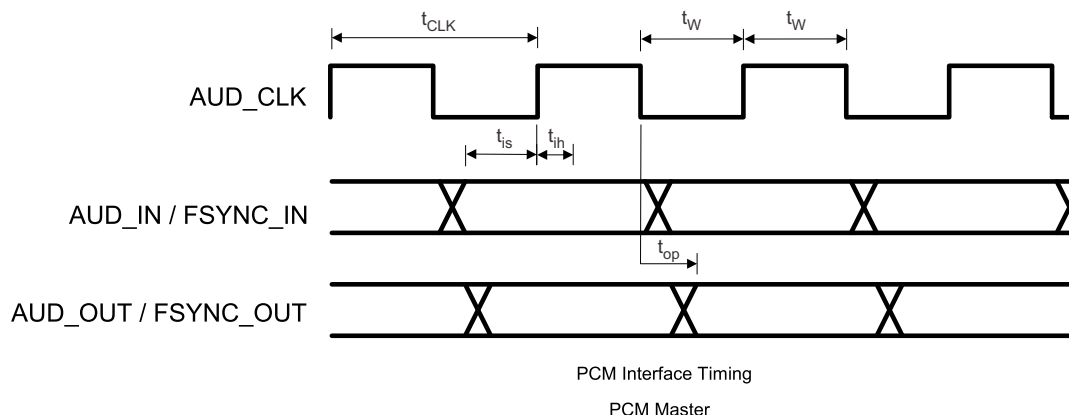 tCLK
tW
tW
AUD_CLK
tis
tih
AUD_IN / FSYNC_IN
top
AUD_OUT / FSYNC_OUT
PCM Interface Timing
PCM Master